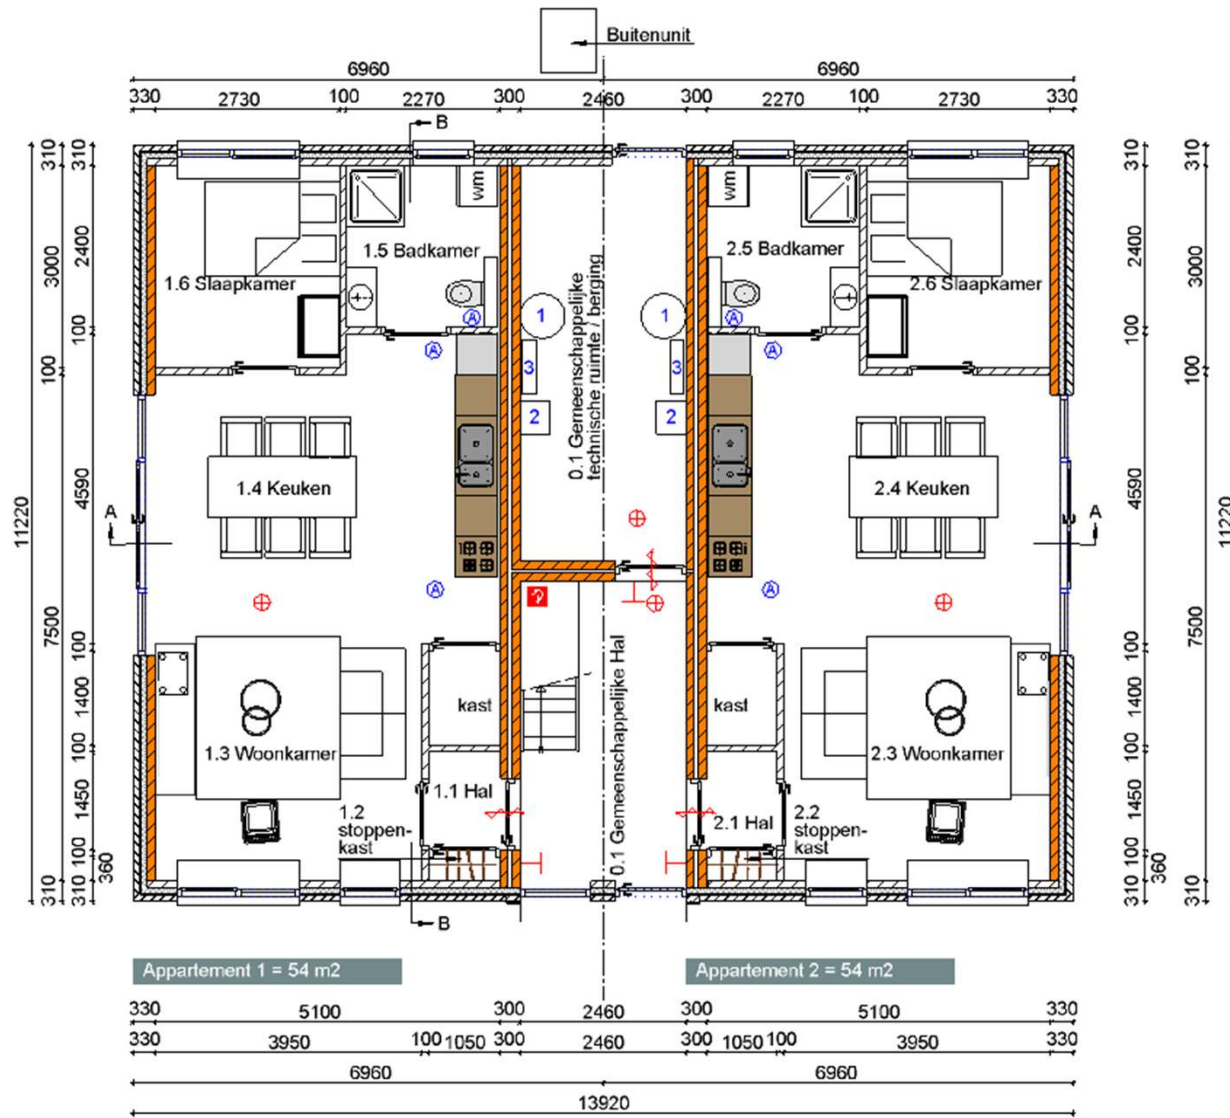 Buitenunit
6960
6960
330
2730
100
2270
300
2460
300
2270
100
2730
330
B
310
310
310
310
wm
wm
1.5 Badkamer
2.5 Badkamer
1.6 Slaapkamer
2.6 Slaapkamer
3000
2400
2400
3000
0.1 Gemeenschappelijke
technische ruimte / berging
1
1
A
A
A
A
100
100
100
100
3
3
2
2
1.4 Keuken
2.4 Keuken
11220
4590
4590
11220
A
A
A
A
7500
7500
100
100
1400
1400
kast
kast
1.3 Woonkamer
2.3 Woonkamer
0.1 Gemeenschappelijke Hal
100
100
1450
1450
1.1 Hal
1.2
stoppen-
kast
2.1 Hal
2.2
stoppen-
kast
100
360
100
360
310
310
310
310
B
Appartement 1 = 54 m2
Appartement 2 = 54 m2
330
5100
300
2460
300
5100
330
330
3950
100
1050
300
2460
300
1050
100
3950
330
6960
6960
13920